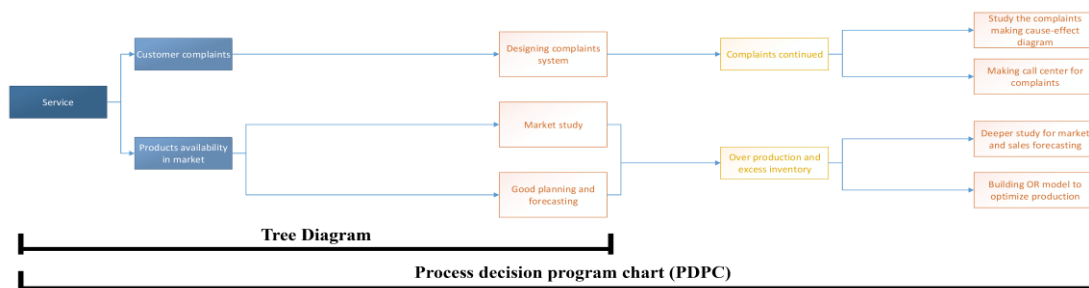 Service
Customer complaints
Products availability
in market
Designing complaints
system
Market study
Good planning and
forecasting
Complaints continued
Over production and
excess inventory
Study the complaints
making cause-effect
diagram
Making call center for
complaints
Deeper study for market
and sales forecasting
Building OR model to
optimize production
Tree Diagram
Process decision program chart (PDPC)